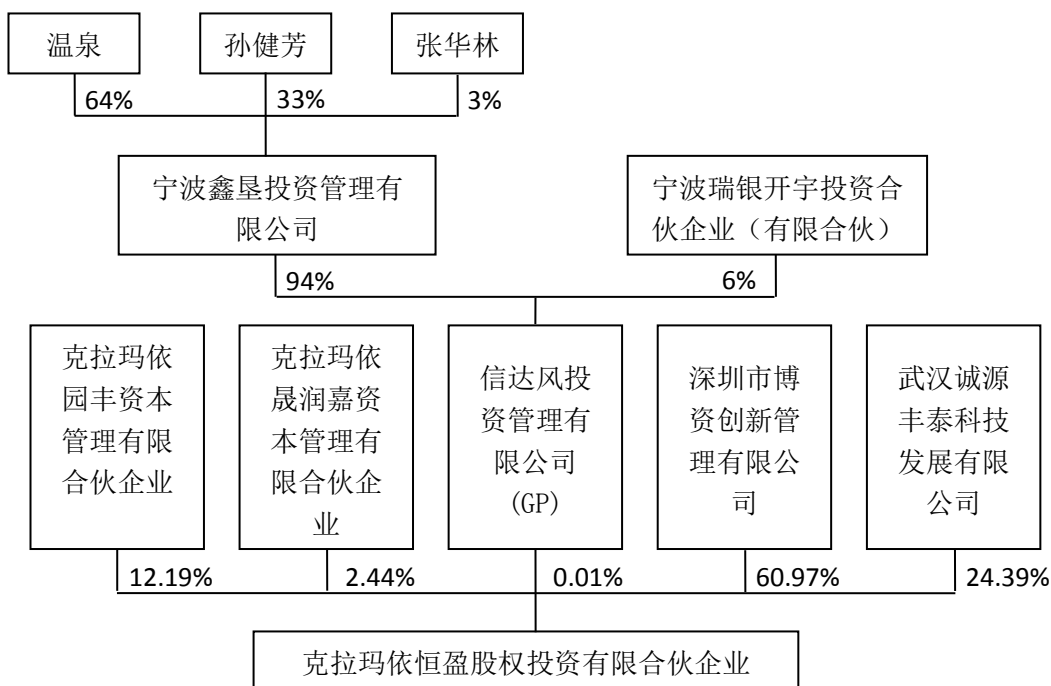 温泉
孙健芳
张华林
64%
33%
3%
宁波鑫垦投资管理有
限公司
宁波瑞银开宇投资合
伙企业（有限合伙）
94%
6%
克拉玛依
园丰资本
管理有限
合伙企业
克拉玛依
晟润嘉资
本管理有
限合伙企
业
信达风投
资管理有
限公司
(GP)
深圳市博
资创新管
理有限公
司
武汉诚源
丰泰科技
发展有限
公司
12.19%
2.44%
0.01%
60.97%
24.39%
克拉玛依恒盈股权投资有限合伙企业